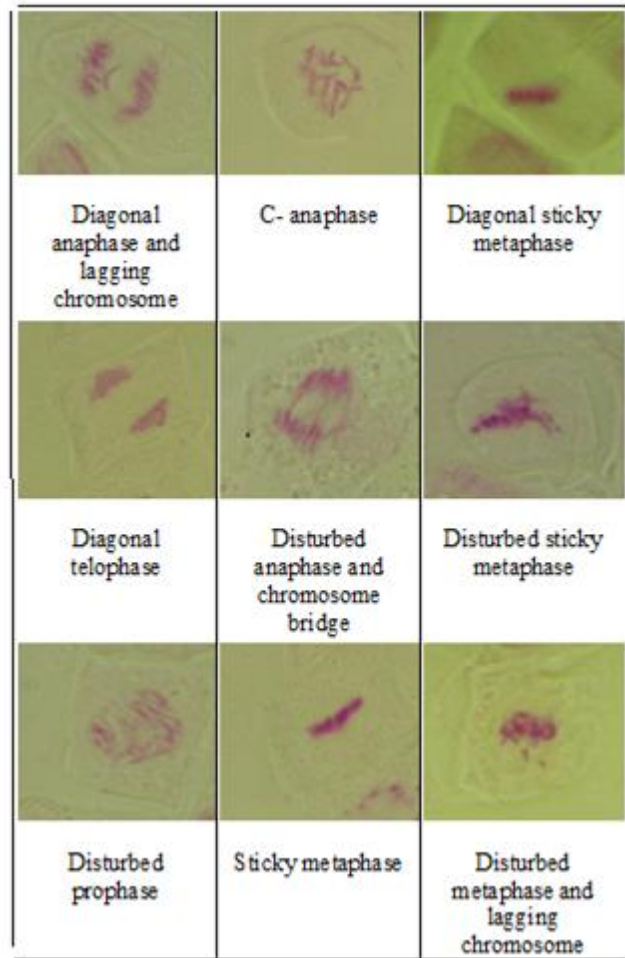 Diagonal
anaphase and
lagging
chromosome
C- anaphase
Diagonal sticky
metaphase
Diagonal
telophase
Disturbed
anaphase and
chromosome
bridge
Disturbed sticky
metaphase
Disturbed
prophase
Sticky metaphase
Disturbed
metaphase and
lagging
chromosome